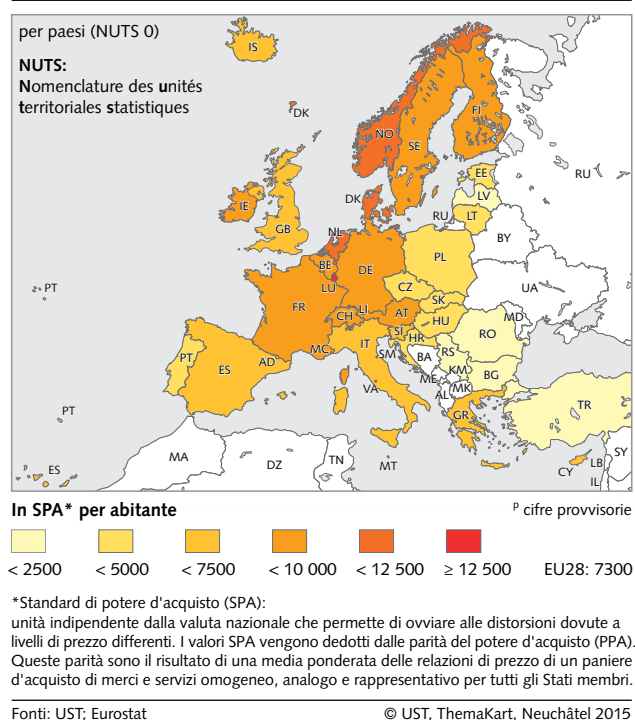 per paesi (NUTS 0)
NUTS:
Nomenclature des unités
territoriales statistiques
IS
DK
NO
SE
FI
RU
EE
LV
LT
RU
BY
DK
IE
GB
NL
BE
LU
DE
PL
UA
CZ
SK
FR
CH
LI
AT
HU
MD
SI
HR
RO
PT
MC
IT
SM
BA
RS
ME
KM
BG
AL
MK
PT
ES
AD
VA
GR
TR
PT
ES
MA
DZ
TN
MT
CY
LB
SY
IL
In SPA* per abitante
P cifre provvisorie
< 2500 < 5000 < 7500 < 10 000 < 12 500 ≥ 12 500 EU28: 7300
*Standard di potere d'acquisto (SPA):
unità indipendente dalla valuta nazionale che permette di ovviare alle distorsioni dovute a
livelli di prezzo differenti. I valori SPA vengono dedotti dalle parità del potere d'acquisto (PPA).
Queste parità sono il risultato di una media ponderata delle relazioni di prezzo di un paniere
d'acquisto di merci e servizi omogeneo, analogo e rappresentativo per tutti gli Stati membri.
Fonti: UST; Eurostat
© UST, ThemaKart, Neuchâtel 2015